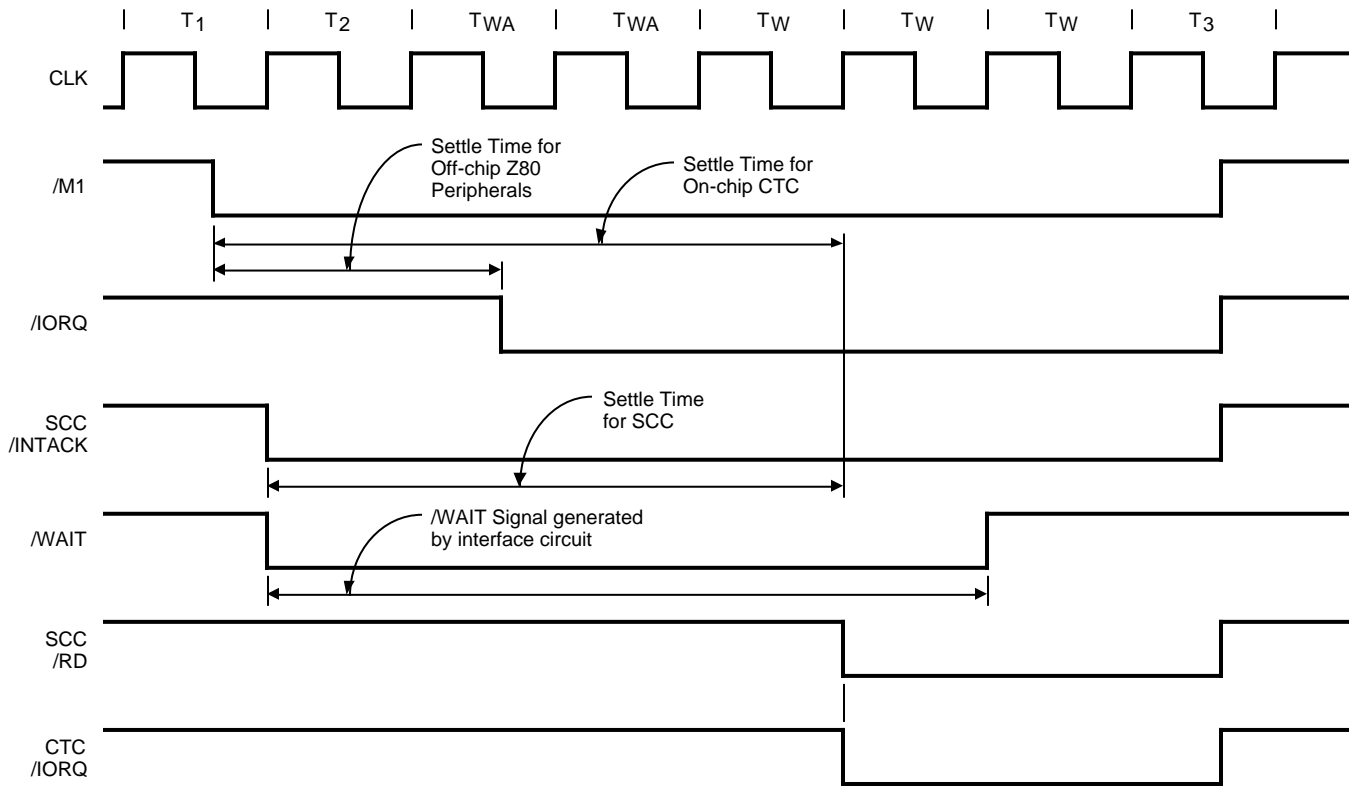 T1 T2 TWA TWA TW TW TW T3
CLK
Settle Time for
Off-chip Z80
Peripherals
Settle Time for
On-chip CTC
/M1
/IORQ
Settle Time
for SCC
SCC
/INTACK
/WAIT Signal generated
by interface circuit
/WAIT
SCC
/RD
CTC
/IORQ